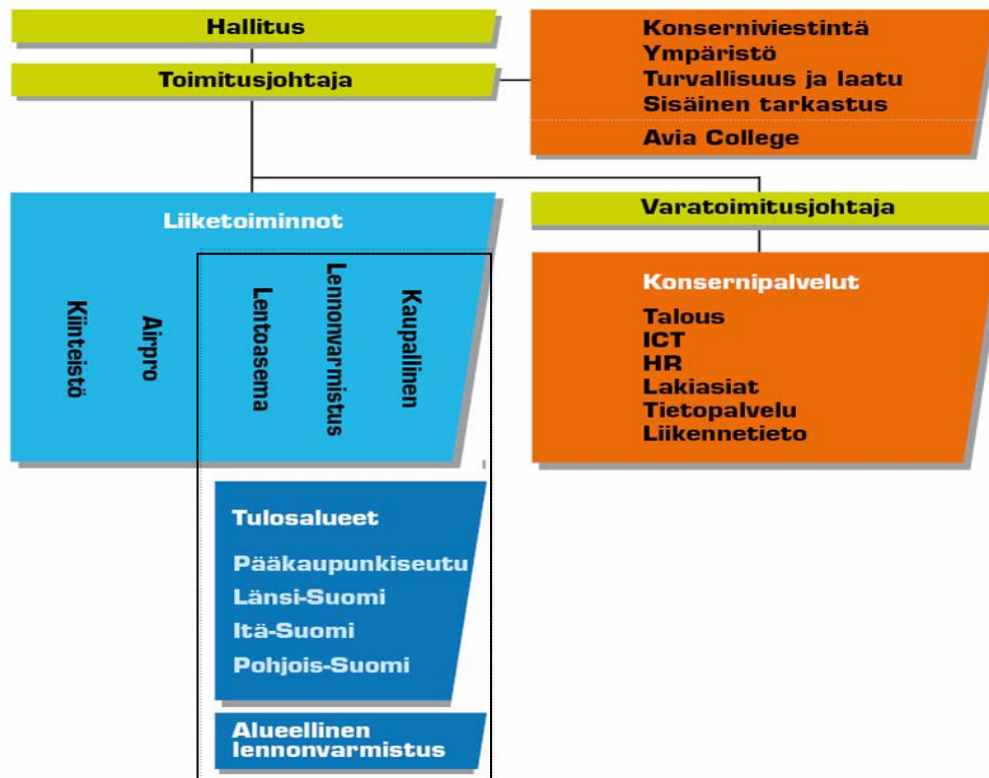 Hallitus
Toimitusjohtaja
Konserniviestintä
Ympäristö
Turvallisuus ja laatu
Sisäinen tarkastus
Avia College
Liiketoiminnot
Kiinteistö
Airpro
Lentoasema
Lennonvarmistus
Kaupallinen
Varatoimitusjohtaja
Konsernipalvelut
Talous
ICT
HR
Lakiasiat
Tietopalvelu
Liikennetieto
Tulosalueet
Pääkaupunkiseutu
Länsi-Suomi
Itä-Suomi
Pohjois-Suomi
Alueellinen
lennonvarmistus